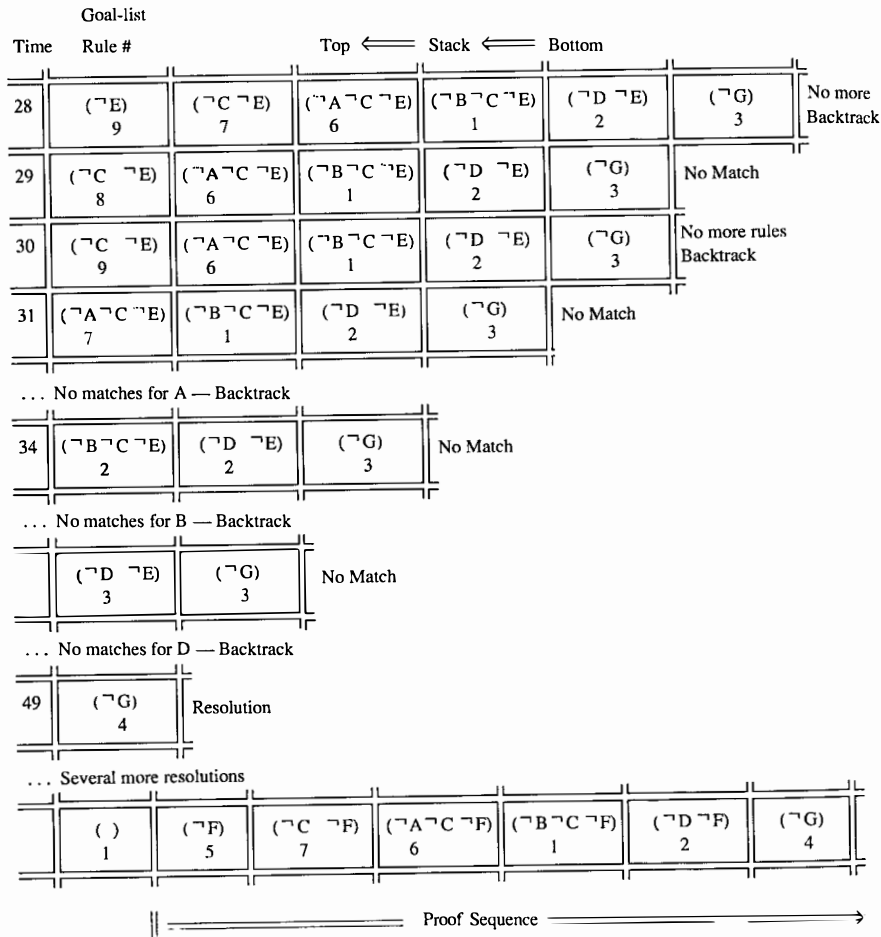 Goal-list
Time Rule # Top ⟸ Stack ⟸ Bottom
28 (¬E) (¬C ¬E) (¬A¬C ¬E) (¬B¬C ¬E) (¬D ¬E) (¬G) No more
9 7 6 1 2 3 Backtrack
29 (¬C ¬E) (¬A¬C ¬E) (¬B¬C ¬E) (¬D ¬E) (¬G) No Match
8 6 1 2 3
30 (¬C ¬E) (¬A¬C ¬E) (¬B¬C ¬E) (¬D ¬E) (¬G) No more rules
9 6 1 2 3 Backtrack
31 (¬A¬C ¬E) (¬B¬C ¬E) (¬D ¬E) (¬G) No Match
7 1 2 3
... No matches for A — Backtrack
34 (¬B¬C ¬E) (¬D ¬E) (¬G) No Match
2 2 3
... No matches for B — Backtrack
(¬D ¬E) (¬G) No Match
3 3
... No matches for D — Backtrack
49 (¬G) Resolution
4
... Several more resolutions
( ) (¬F) (¬C ¬F) (¬A¬C ¬F) (¬B¬C ¬F) (¬D ¬F) (¬G)
1 5 7 6 1 2 4
Proof Sequence